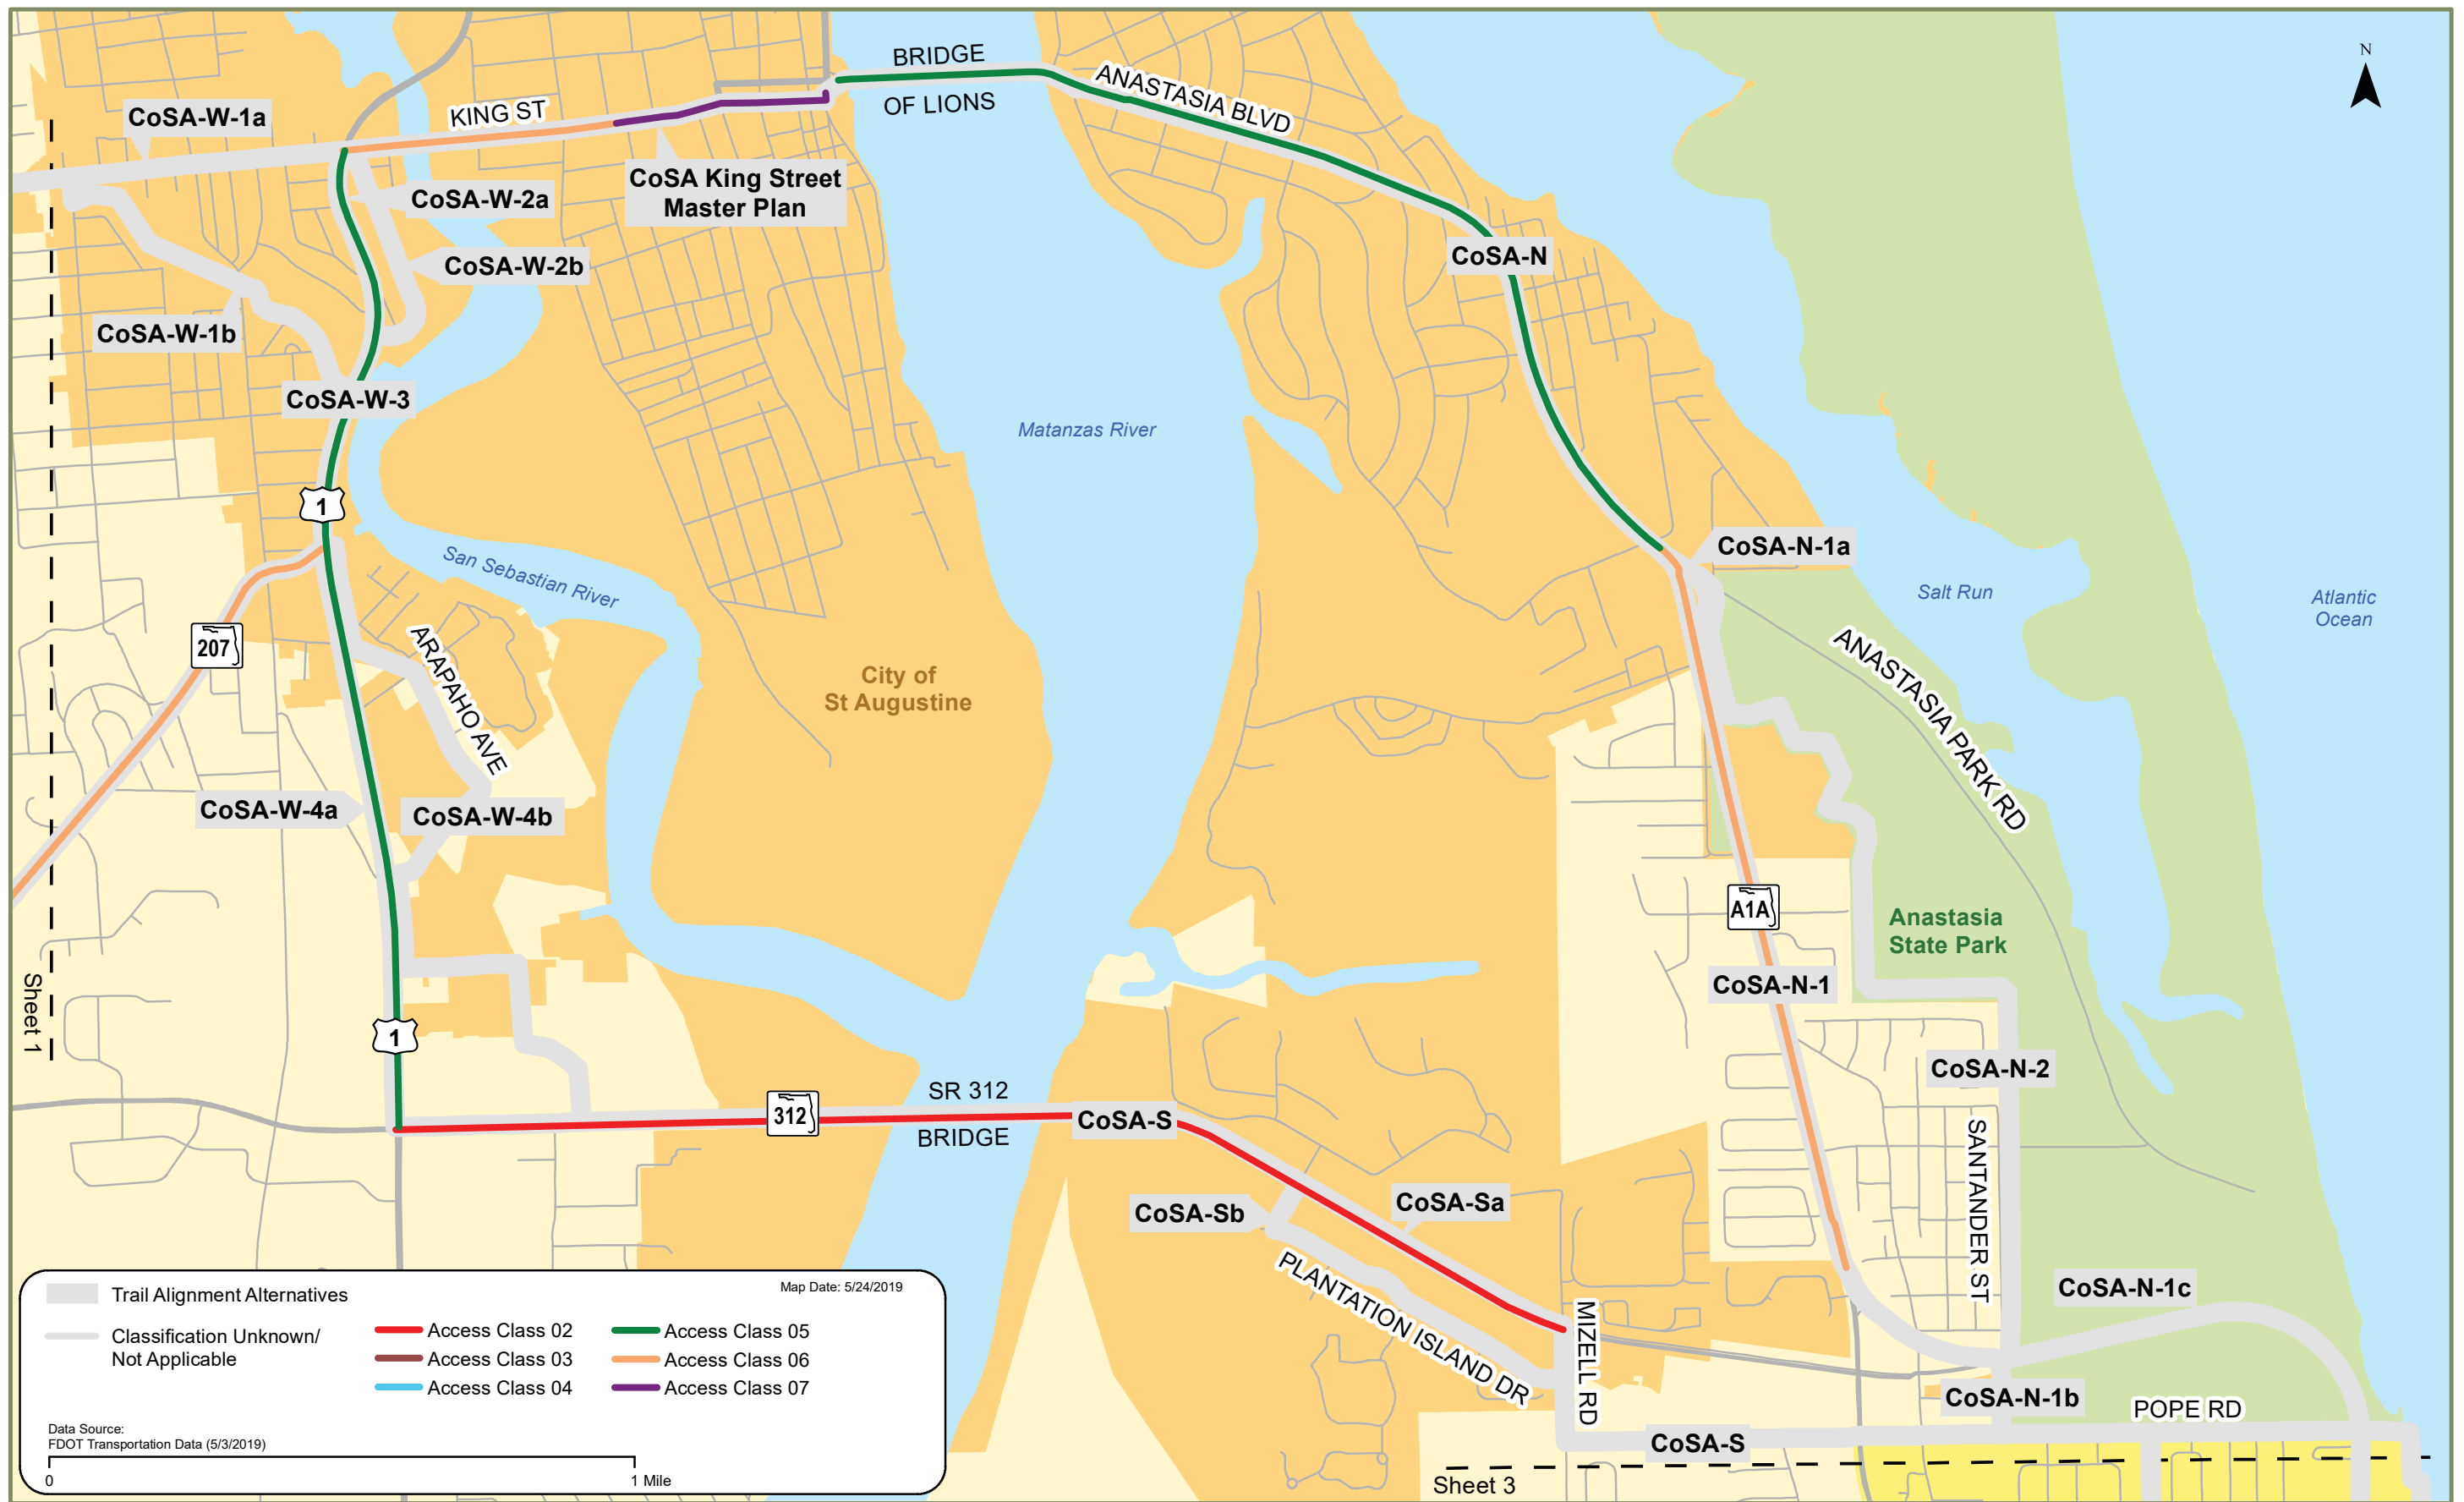 N
BRIDGE
OF LIONS
ANASTASIA BLVD
KING ST
CoSA-W-1a
CoSA King Street
Master Plan
CoSA-W-2a
CoSA-W-2b
CoSA-N
CoSA-W-1b
CoSA-W-3
Matanzas River
1
San Sebastian River
CoSA-N-1a
Salt Run
Atlantic
Ocean
207
ARAPAHO AVE
City of
St Augustine
ANASTASIA PARK RD
CoSA-W-4a
CoSA-W-4b
A1A
Anastasia
State Park
CoSA-N-1
Sheet 1
1
CoSA-N-2
312
SR 312
BRIDGE
CoSA-S
SANTANDER ST
CoSA-Sb
CoSA-Sa
PLANTATION ISLAND DR
MIZELL RD
CoSA-N-1c
CoSA-N-1b
POPE RD
CoSA-S
Sheet 3
Map Date: 5/24/2019
Trail Alignment Alternatives
Classification Unknown/
Not Applicable
Access Class 02
Access Class 03
Access Class 04
Access Class 05
Access Class 06
Access Class 07
Data Source:
FDOT Transportation Data (5/3/2019)
0
1 Mile